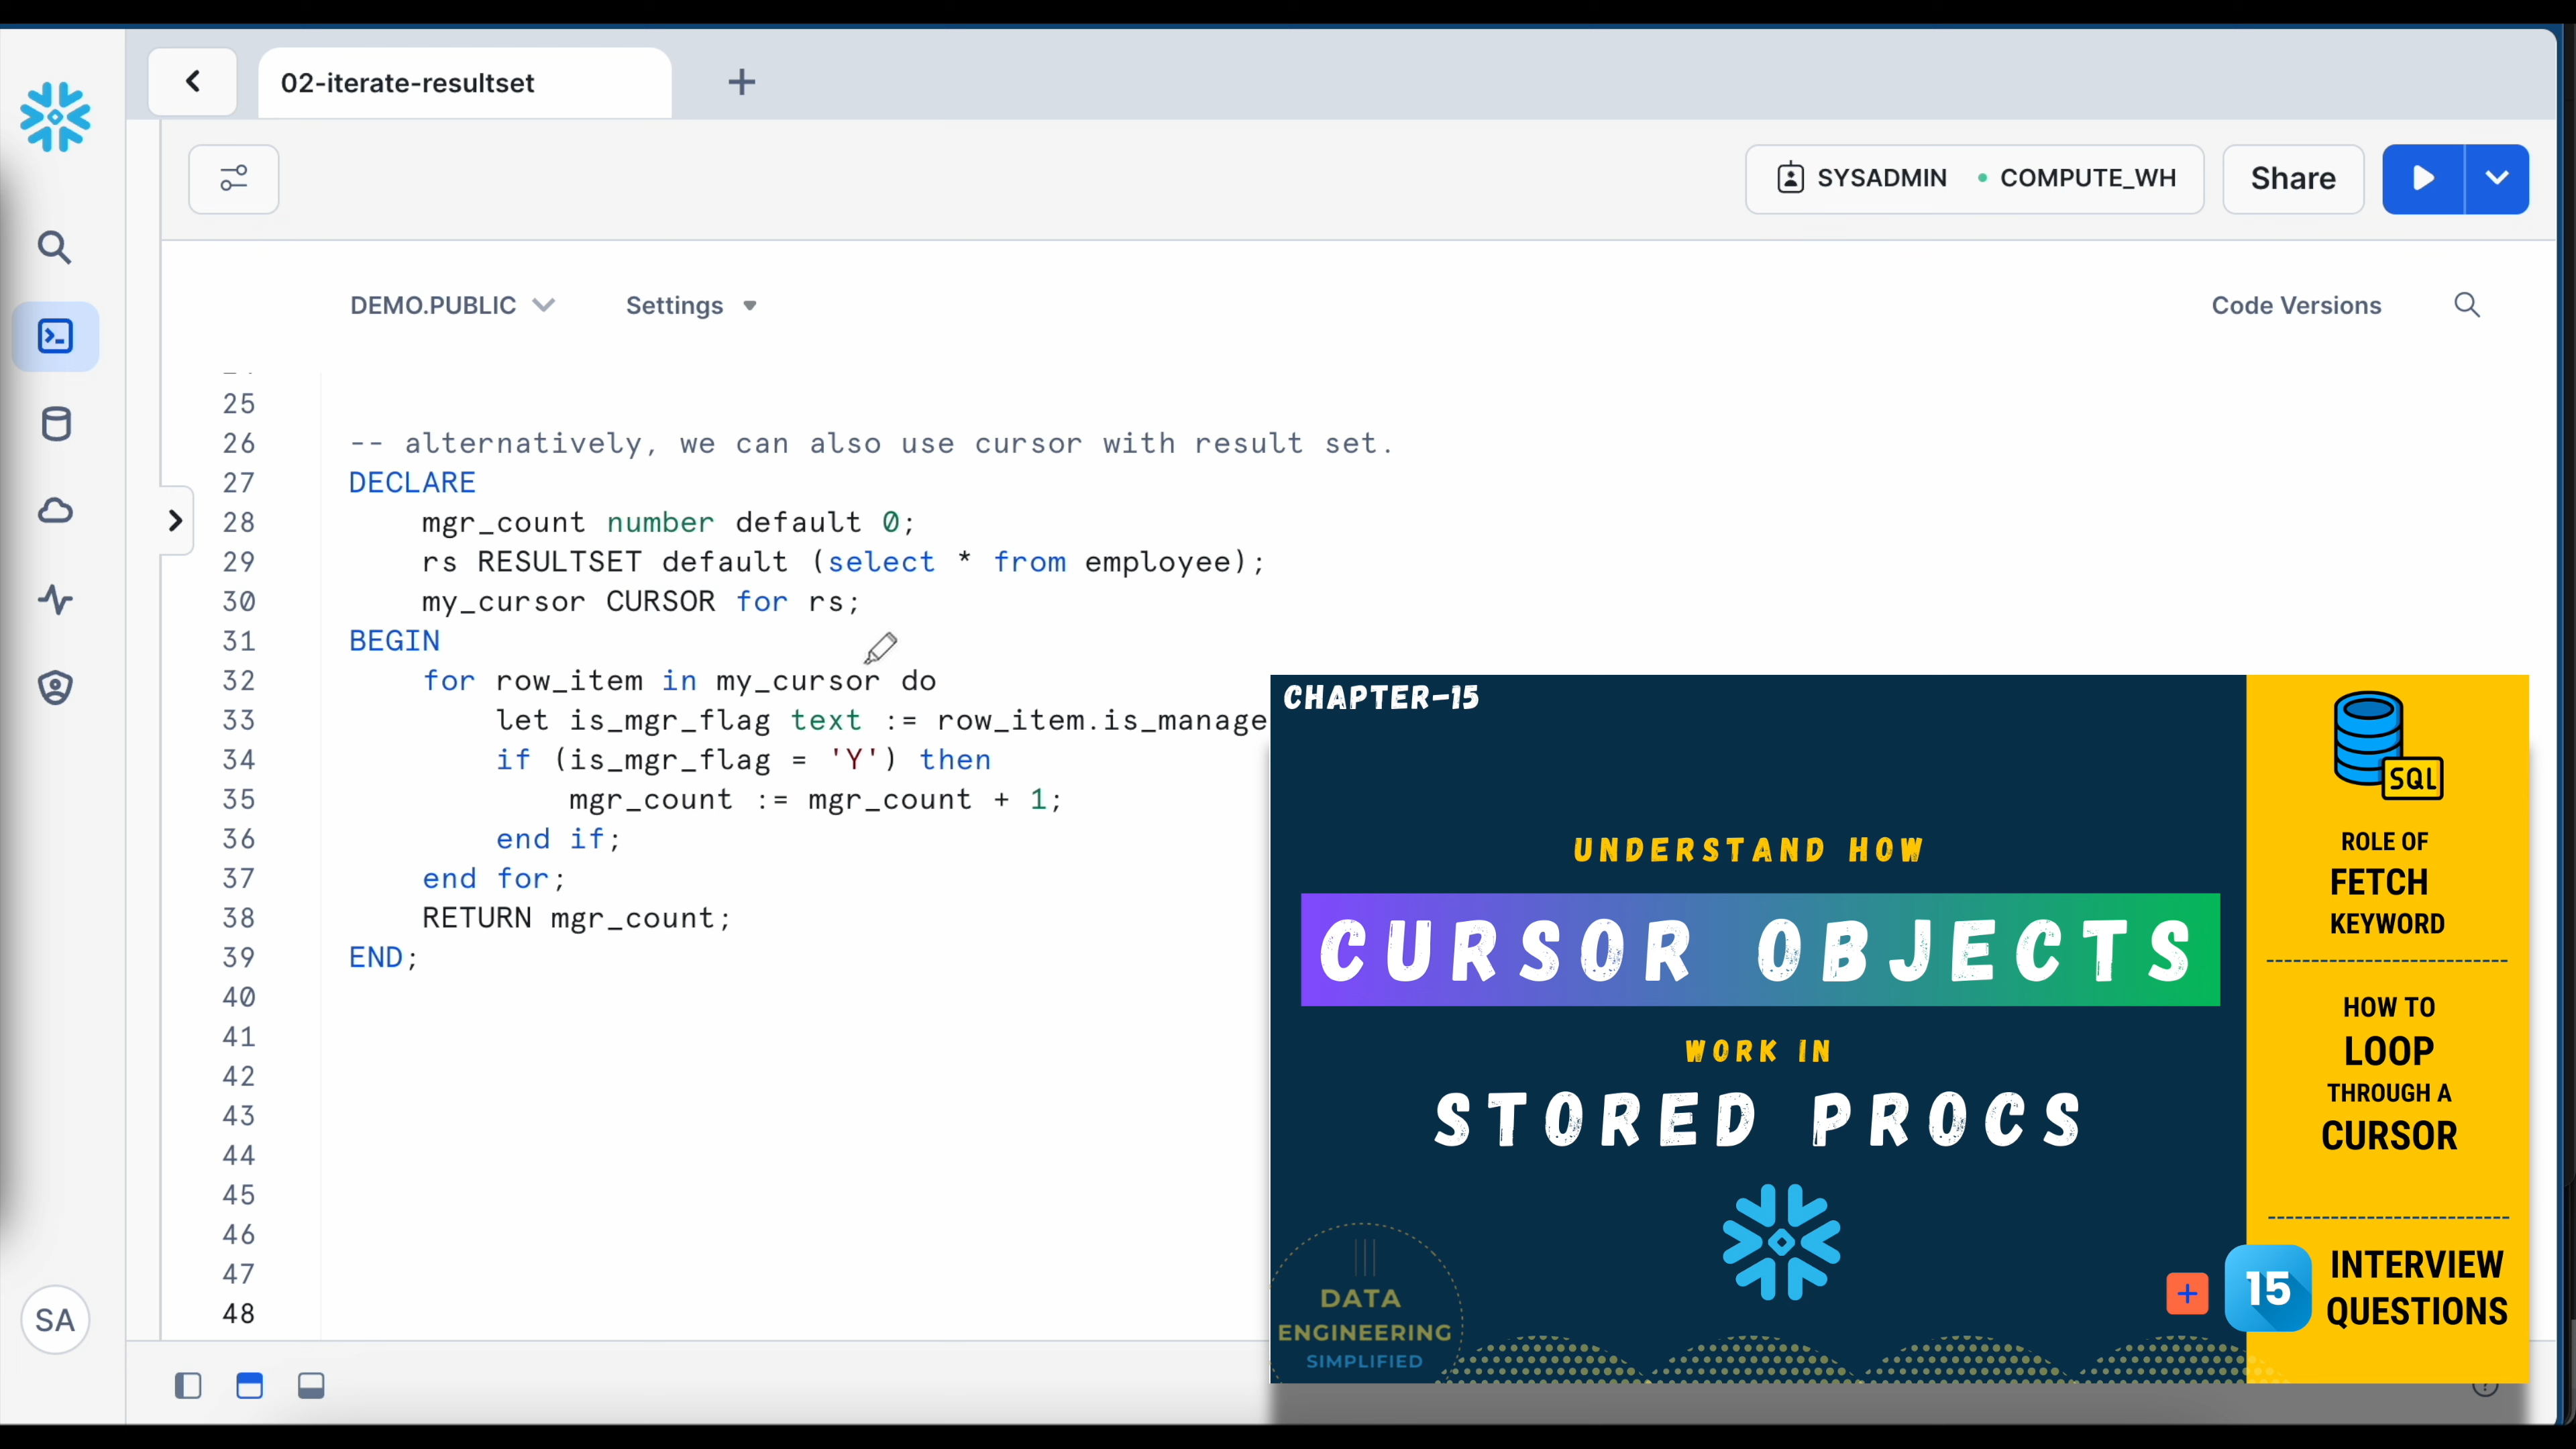 02-iterate-resultset
SYSADMIN COMPUTE_WH
Share
DEMO.PUBLIC
Settings
Code Versions
25
26 -- alternatively, we can also use cursor with result set.
27 DECLARE
28 mgr_count number default 0;
29 rs RESULTSET default (select * from employee);
30 my_cursor CURSOR for rs;
31 BEGIN
32 for row_item in my_cursor do
33 let is_mgr_flag text := row_item.is_manage
34 if (is_mgr_flag = 'Y') then
35 mgr_count := mgr_count + 1;
36 end if;
37 end for;
38 RETURN mgr_count;
39 END;
40
41
42
43
44
45
46
47
48
SA
CHAPTER-15
UNDERSTAND HOW
CURSOR OBJECTS
WORK IN
STORED PROCS
DATA
ENGINEERING
SIMPLIFIED
SQL
ROLE OF
FETCH
KEYWORD
HOW TO
LOOP
THROUGH A
CURSOR
+ 15 INTERVIEW
QUESTIONS